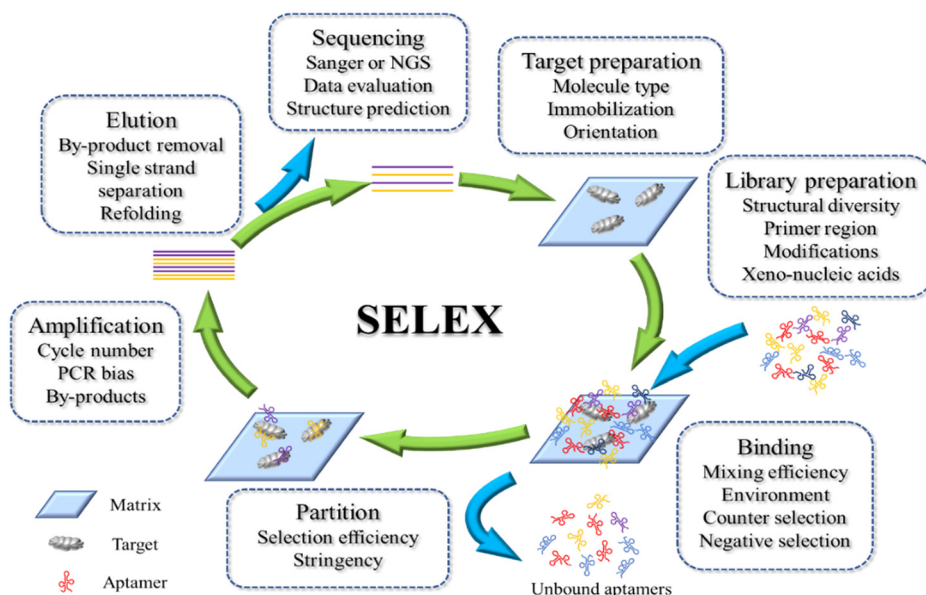 Sequencing
Sanger or NGS
Data evaluation
Structure prediction
Target preparation
Molecule type
Immobilization
Orientation
Elution
By-product removal
Single strand
separation
Refolding
Library preparation
Structural diversity
Primer region
Modifications
Xeno-nucleic acids
SELEX
Amplification
Cycle number
PCR bias
By-products
Binding
Mixing efficiency
Environment
Counter selection
Negative selection
Partition
Selection efficiency
Stringency
Matrix
Target
Aptamer
Unbound aptamers